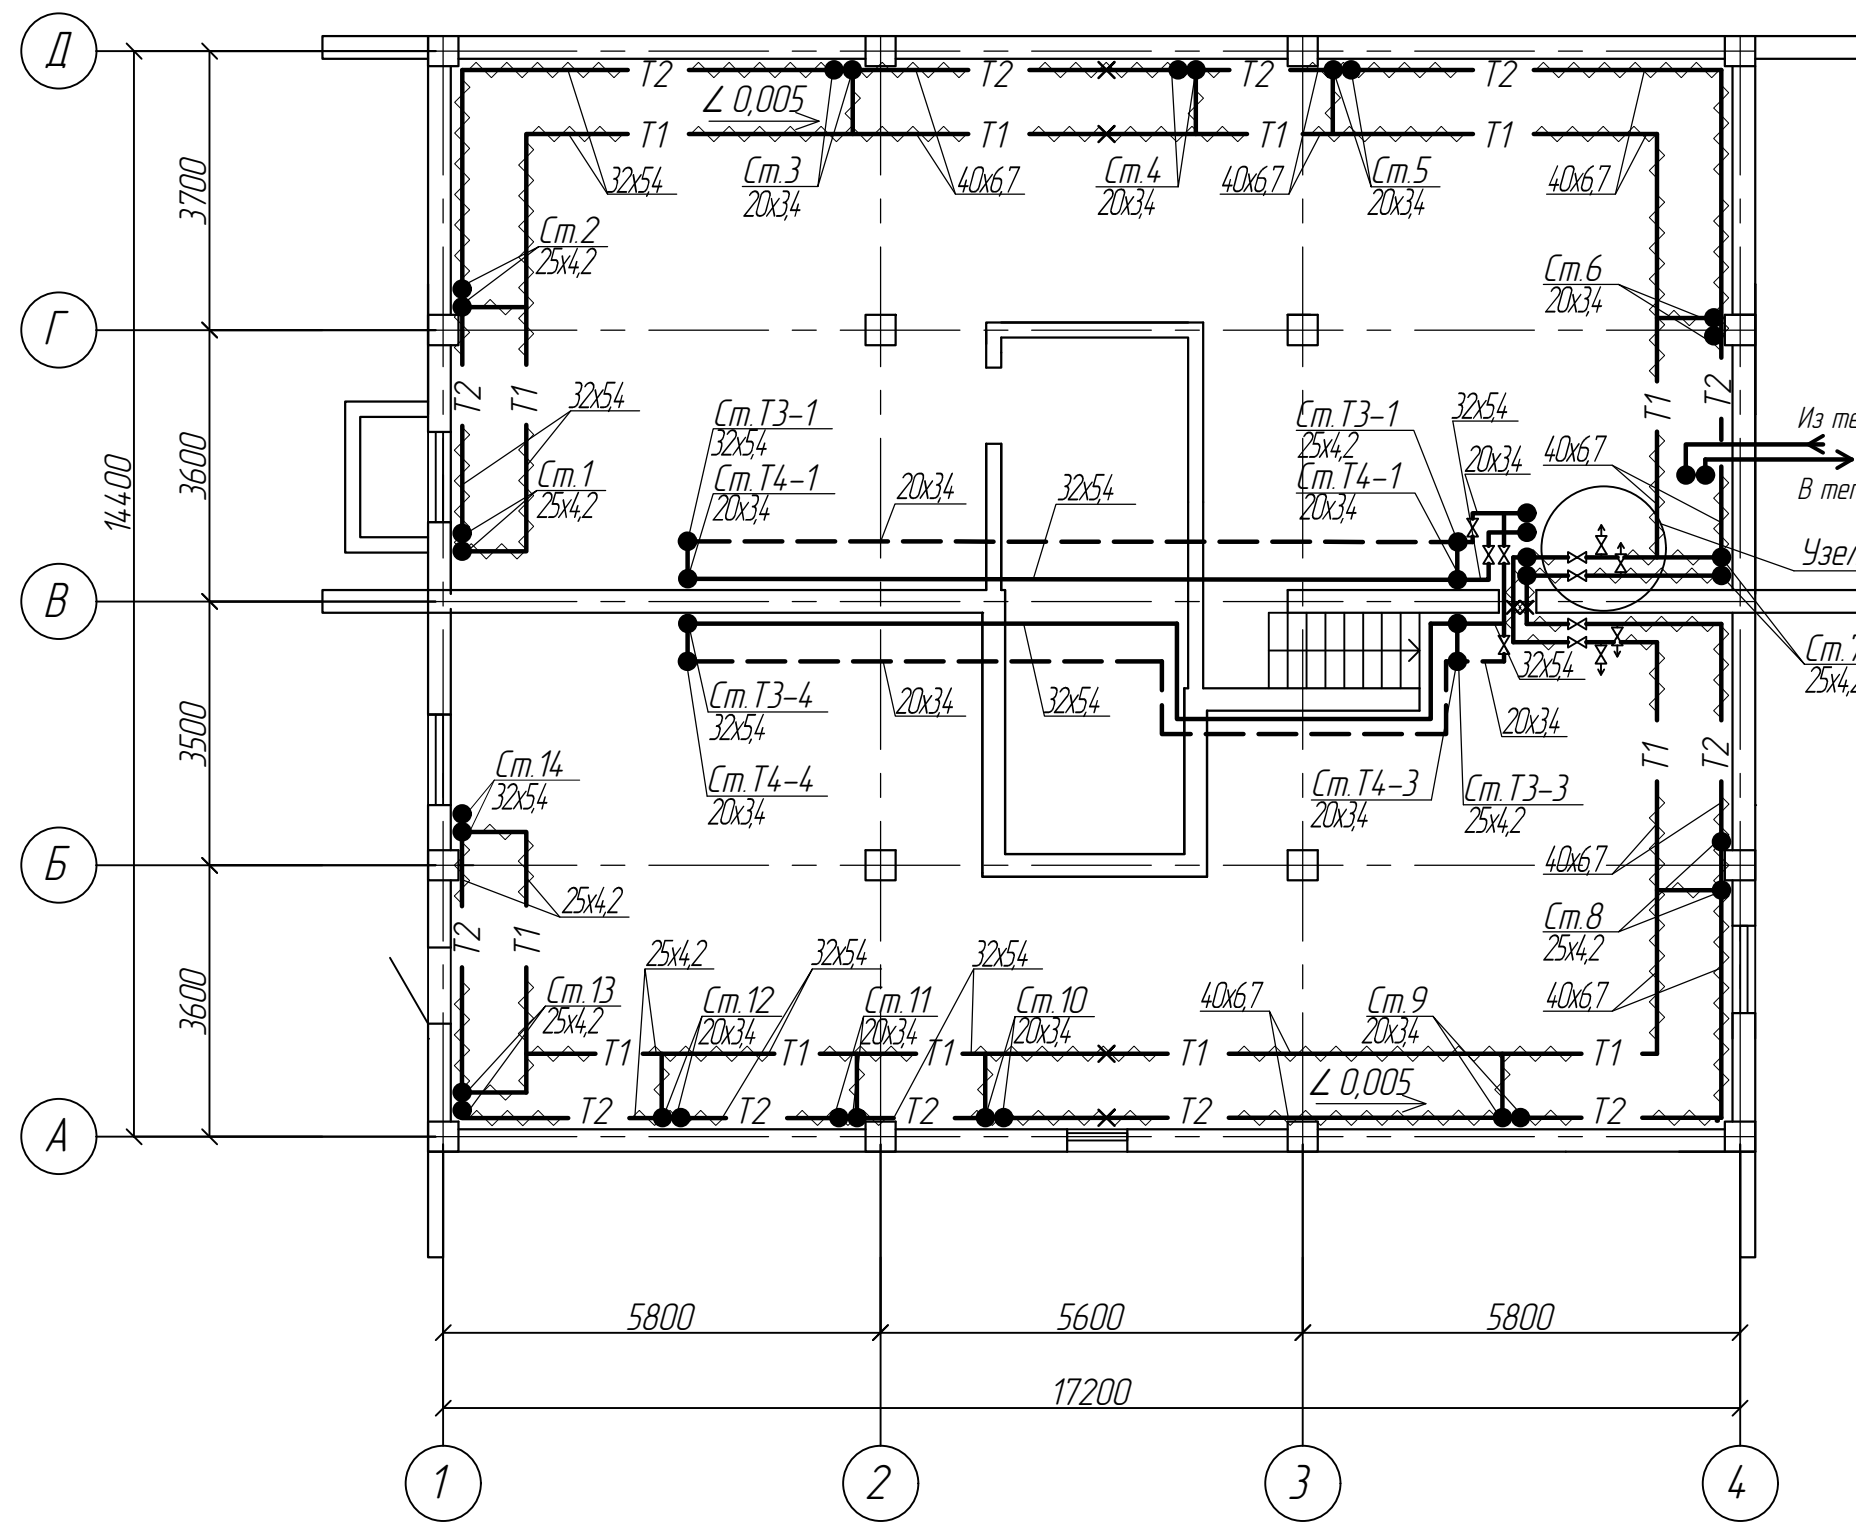 Д
Т2
Т2
Т2
Т2
∠ 0,005
Т1
Т1
Т1
Т1
3700
32х5,4
Ст.3
20х3,4
40х6,7
Ст.4
20х3,4
40х6,7
Ст.5
20х3,4
40х6,7
Ст.2
25х4,2
Ст.6
20х3,4
Г
Т2
Т1
32х5,4
Ст.Т3-1
32х5,4
Ст.Т4-1
20х3,4
20х3,4
32х5,4
Ст.Т3-1
25х4,2
Ст.Т4-1
20х3,4
32х5,4
20х3,4
40х6,7
Т1
Т2
Из те
В теп
14400
3600
Ст.1
25х4,2
Узел
В
Ст.7
25х4,2
3500
Ст.Т3-4
32х5,4
20х3,4
32х5,4
32х5,4
20х3,4
Т1
Т2
Ст.14
32х5,4
Ст.Т4-4
20х3,4
Ст.Т4-3
20х3,4
Ст.Т3-3
25х4,2
Б
40х6,7
25х4,2
Ст.8
25х4,2
Т2
Т1
25х4,2
32х5,4
32х5,4
3600
Ст.13
25х4,2
Ст.12
20х3,4
Ст.11
20х3,4
Ст.10
20х3,4
40х6,7
Ст.9
20х3,4
40х6,7
Т1
Т1
Т1
Т1
Т1
∠ 0,005
А
Т2
Т2
Т2
Т2
Т2
5800
5600
5800
17200
1
2
3
4